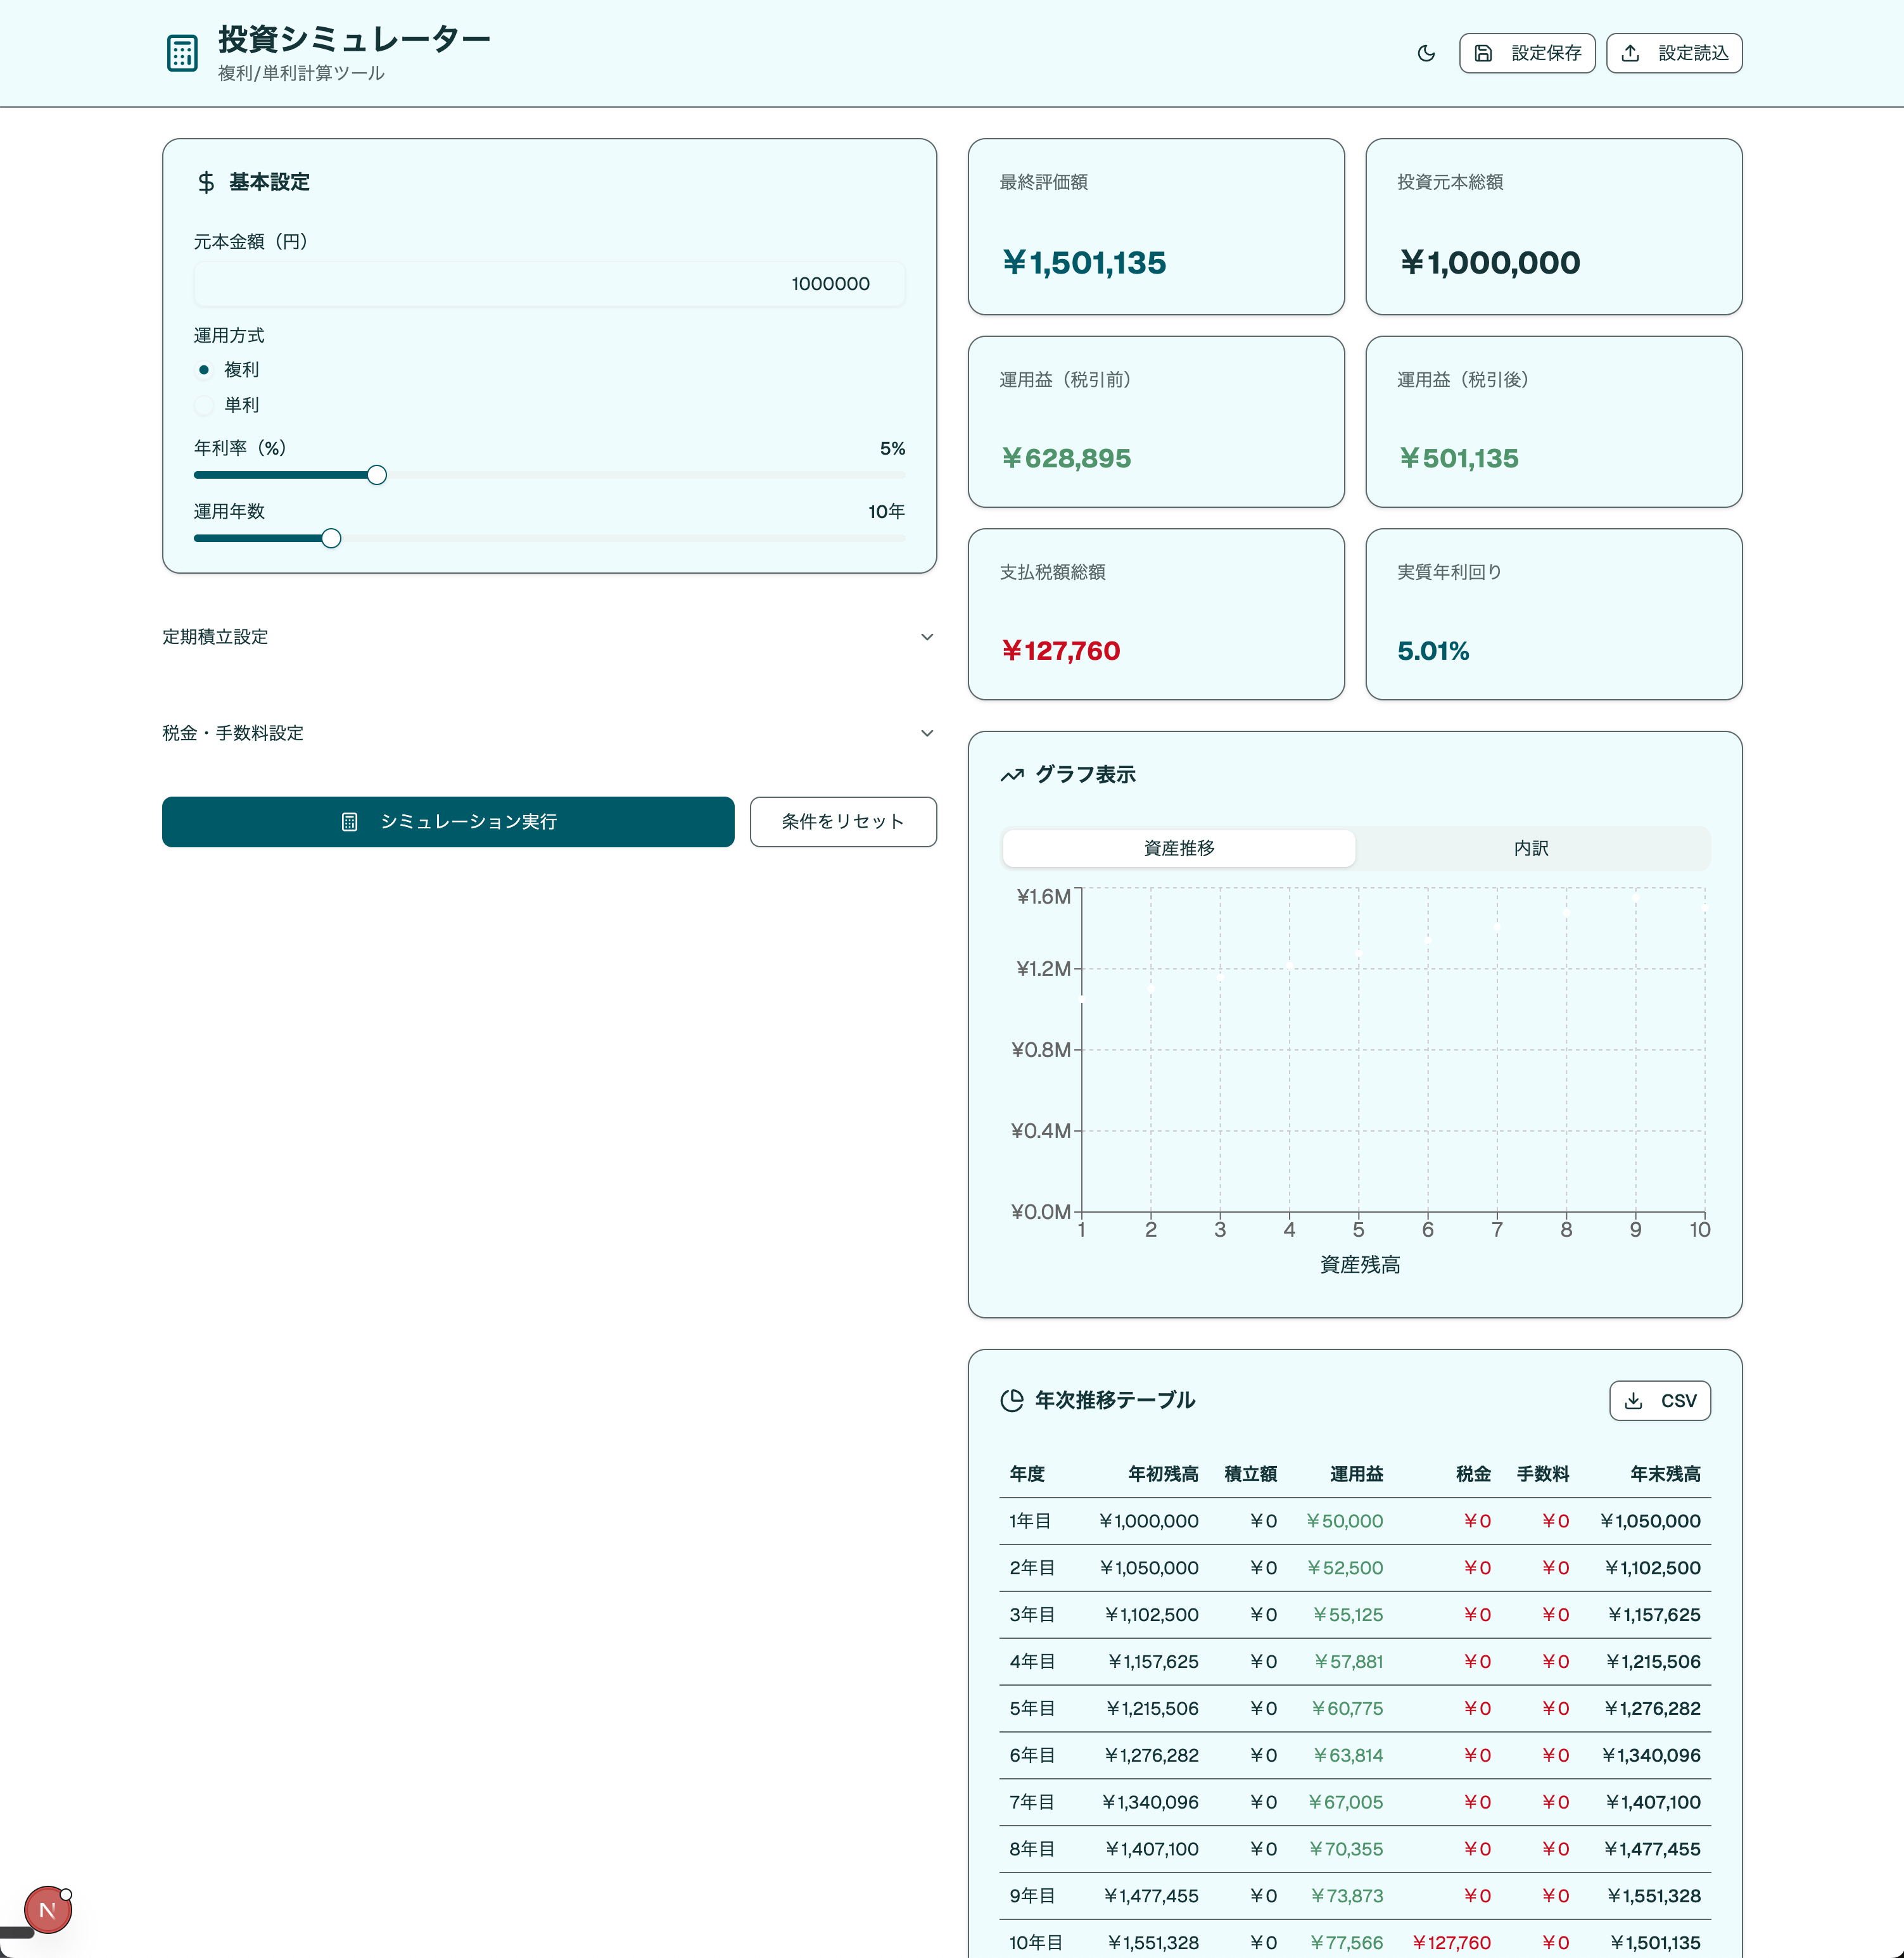 投資シミュレーター
複利/単利計算ツール
設定保存
設定読込
基本設定
元本金額（円）
1000000
運用方式
複利
単利
年利率（%） 5%
運用年数 10年
定期積立設定
税金・手数料設定
シミュレーション実行
条件をリセット
最終評価額
￥1,501,135
投資元本総額
￥1,000,000
運用益（税引前）
￥628,895
運用益（税引後）
￥501,135
支払税額総額
￥127,760
実質年利回り
5.01%
グラフ表示
資産推移 内訳
¥1.6M
¥1.2M
¥0.8M
¥0.4M
¥0.0M
1 2 3 4 5 6 7 8 9 10
資産残高
年次推移テーブル
CSV
年度 年初残高 積立額 運用益 税金 手数料 年末残高
1年目 ￥1,000,000 ￥0 ￥50,000 ￥0 ￥0 ￥1,050,000
2年目 ￥1,050,000 ￥0 ￥52,500 ￥0 ￥0 ￥1,102,500
3年目 ￥1,102,500 ￥0 ￥55,125 ￥0 ￥0 ￥1,157,625
4年目 ￥1,157,625 ￥0 ￥57,881 ￥0 ￥0 ￥1,215,506
5年目 ￥1,215,506 ￥0 ￥60,775 ￥0 ￥0 ￥1,276,282
6年目 ￥1,276,282 ￥0 ￥63,814 ￥0 ￥0 ￥1,340,096
7年目 ￥1,340,096 ￥0 ￥67,005 ￥0 ￥0 ￥1,407,100
8年目 ￥1,407,100 ￥0 ￥70,355 ￥0 ￥0 ￥1,477,455
9年目 ￥1,477,455 ￥0 ￥73,873 ￥0 ￥0 ￥1,551,328
10年目 ￥1,551,328 ￥0 ￥77,566 ￥127,760 ￥0 ￥1,501,135
N